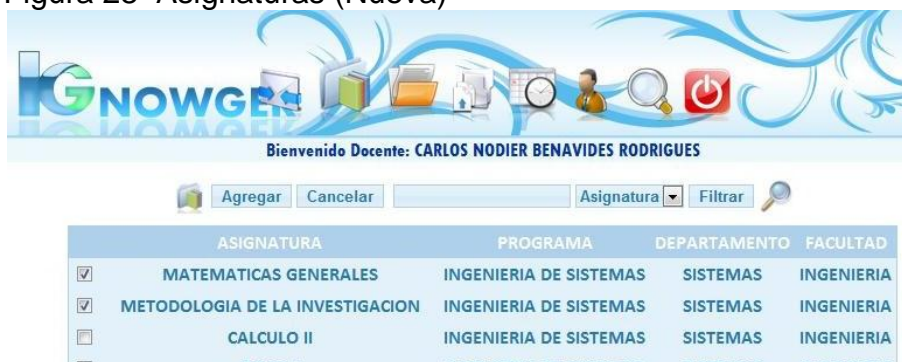 Figura 28 Asignaturas (Nueva)
Bienvenido Docente: CARLOS NODIER BENAVIDES RODRIGUES
Agregar Cancelar Asignatura Filtrar
ASIGNATURA PROGRAMA DEPARTAMENTO FACULTAD
MATEMATICAS GENERALES INGENIERIA DE SISTEMAS SISTEMAS INGENIERIA
METODOLOGIA DE LA INVESTIGACION INGENIERIA DE SISTEMAS SISTEMAS INGENIERIA
CALCULO II INGENIERIA DE SISTEMAS SISTEMAS INGENIERIA